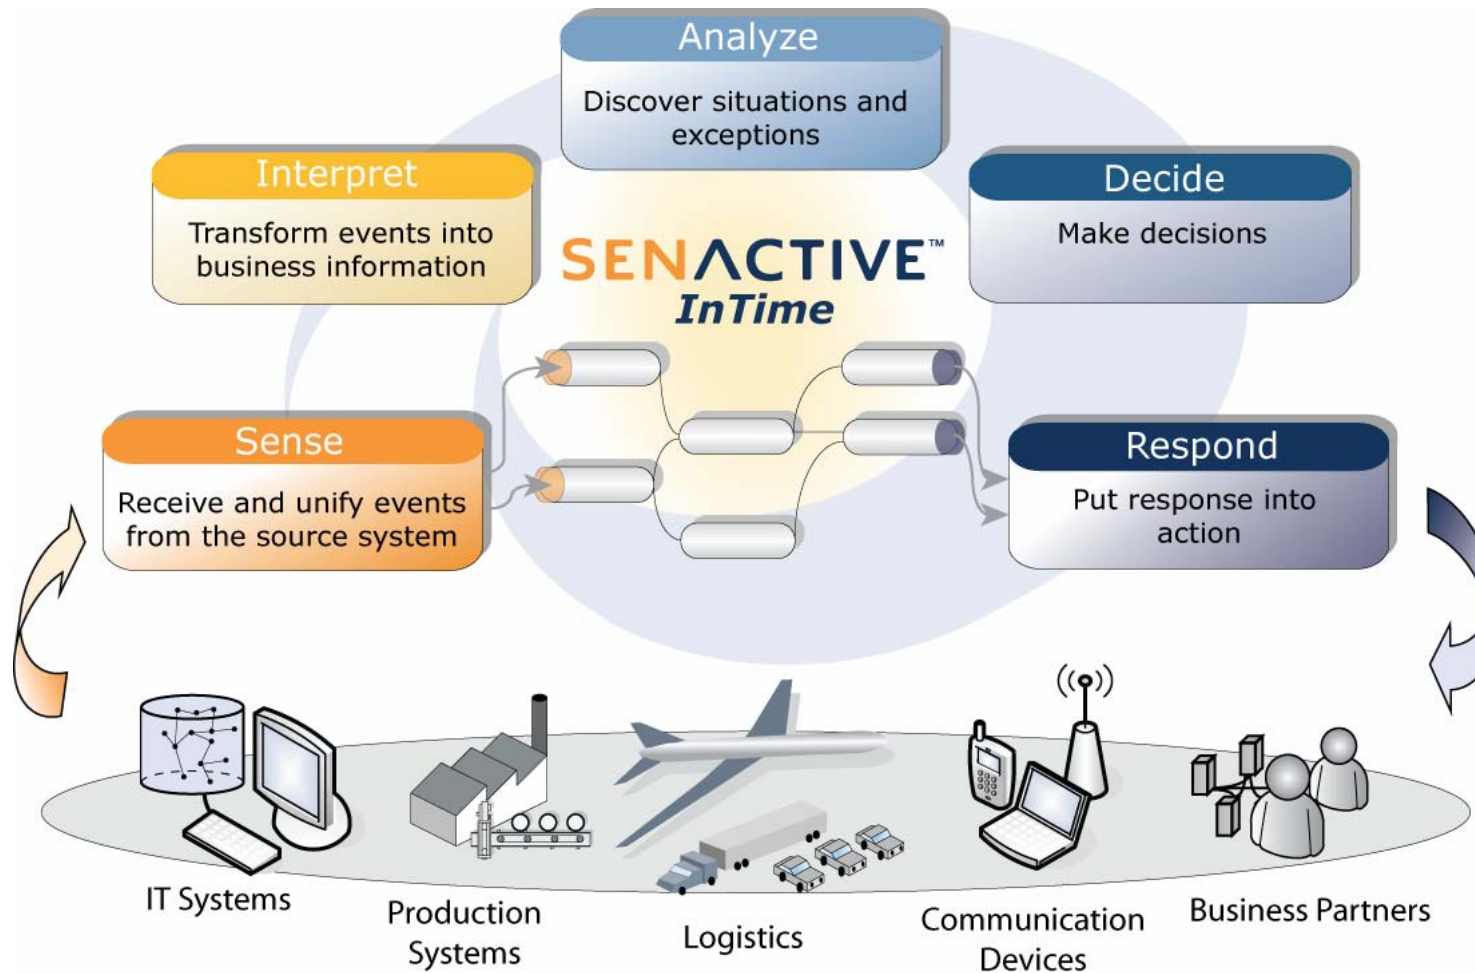 Analyze
Discover situations and
exceptions
Interpret
Transform events into
business information
Decide
Make decisions
SENΛCTIVE™
InTime
Sense
Receive and unify events
from the source system
Respond
Put response into
action
IT Systems
Production
Systems
Logistics
Communication
Devices
Business Partners